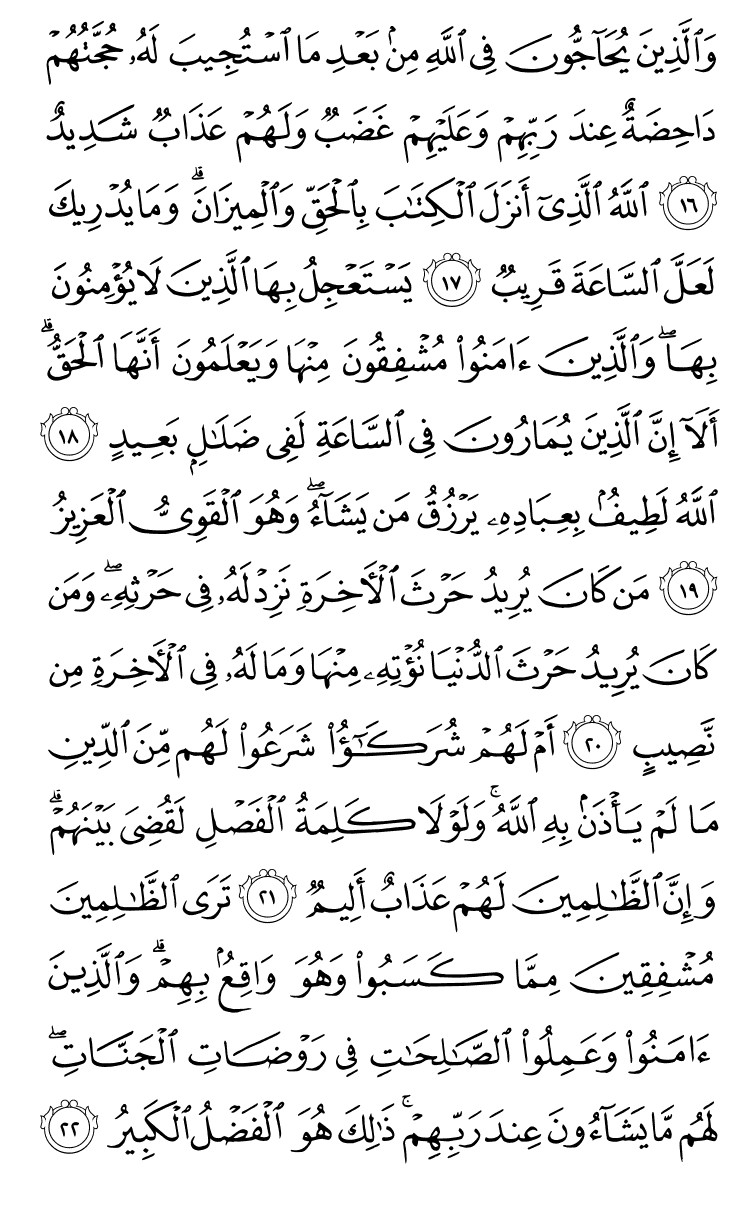 وَٱلَّذِينَ يُحَآجُّونَ فِى ٱللَّهِ مِنۢ بَعۡدِ مَا ٱسۡتُجِيبَ لَهُۥ حُجَّتُهُمۡ
دَاحِضَةٌ عِندَ رَبِّهِمۡ وَعَلَيۡهِمۡ غَضَبٞ وَلَهُمۡ عَذَابٞ شَدِيدٌ
١٦ ٱللَّهُ ٱلَّذِىٓ أَنزَلَ ٱلۡكِتَٰبَ بِٱلۡحَقِّ وَٱلۡمِيزَانَۗ وَمَا يُدۡرِيكَ
لَعَلَّ ٱلسَّاعَةَ قَرِيبٞ ١٧ يَسۡتَعۡجِلُ بِهَا ٱلَّذِينَ لَا يُؤۡمِنُونَ
بِهَاۖ وَٱلَّذِينَ ءَامَنُواْ مُشۡفِقُونَ مِنۡهَا وَيَعۡلَمُونَ أَنَّهَا ٱلۡحَقُّۗ
أَلَآ إِنَّ ٱلَّذِينَ يُمَارُونَ فِى ٱلسَّاعَةِ لَفِى ضَلَٰلِۭ بَعِيدٍ ١٨
ٱللَّهُ لَطِيفُۢ بِعِبَادِهِۦ يَرۡزُقُ مَن يَشَآءُۖ وَهُوَ ٱلۡقَوِىُّ ٱلۡعَزِيزُ
١٩ مَن كَانَ يُرِيدُ حَرۡثَ ٱلۡأَخِرَةِ نَزِدۡ لَهُۥ فِى حَرۡثِهِۦۖ وَمَن
كَانَ يُرِيدُ حَرۡثَ ٱلدُّنۡيَا نُؤۡتِهِۦ مِنۡهَا وَمَا لَهُۥ فِى ٱلۡأَخِرَةِ مِن
نَّصِيبٍ ٢٠ أَمۡ لَهُمۡ شُرَكَٰٓؤُاْ شَرَعُواْ لَهُم مِّنَ ٱلدِّينِ
مَا لَمۡ يَأۡذَنۢ بِهِ ٱللَّهُۚ وَلَوۡلَا كَلِمَةُ ٱلۡفَصۡلِ لَقُضِىَ بَيۡنَهُمۡۗ
وَإِنَّ ٱلظَّٰلِمِينَ لَهُمۡ عَذَابٌ أَلِيمٞ ٢١ تَرَى ٱلظَّٰلِمِينَ
مُشۡفِقِينَ مِمَّا كَسَبُواْ وَهُوَ وَاقِعُۢ بِهِمۡۗ وَٱلَّذِينَ
ءَامَنُواْ وَعَمِلُواْ ٱلصَّٰلِحَٰتِ فِى رَوۡضَاتِ ٱلۡجَنَّاتِۖ
لَهُم مَّا يَشَآءُونَ عِندَ رَبِّهِمۡۚ ذَٰلِكَ هُوَ ٱلۡفَضۡلُ ٱلۡكَبِيرُ ٢٢